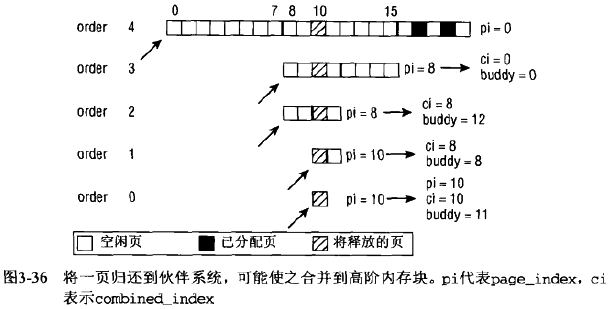 0 7 8 10 15
order 4 pi=0
order 3 pi = 8 ci = 0
buddy = 0
order 2 pi = 8 ci = 8
buddy = 12
order 1 pi = 10 ci = 8
buddy = 8
order 0 pi = 10 pi = 10
ci = 10
buddy = 11
空闲页 已分配页 将释放的页
图3-36 将一页归还到伙伴系统，可能使之合并到高阶内存块。pi代表page_index，ci
表示combined_index